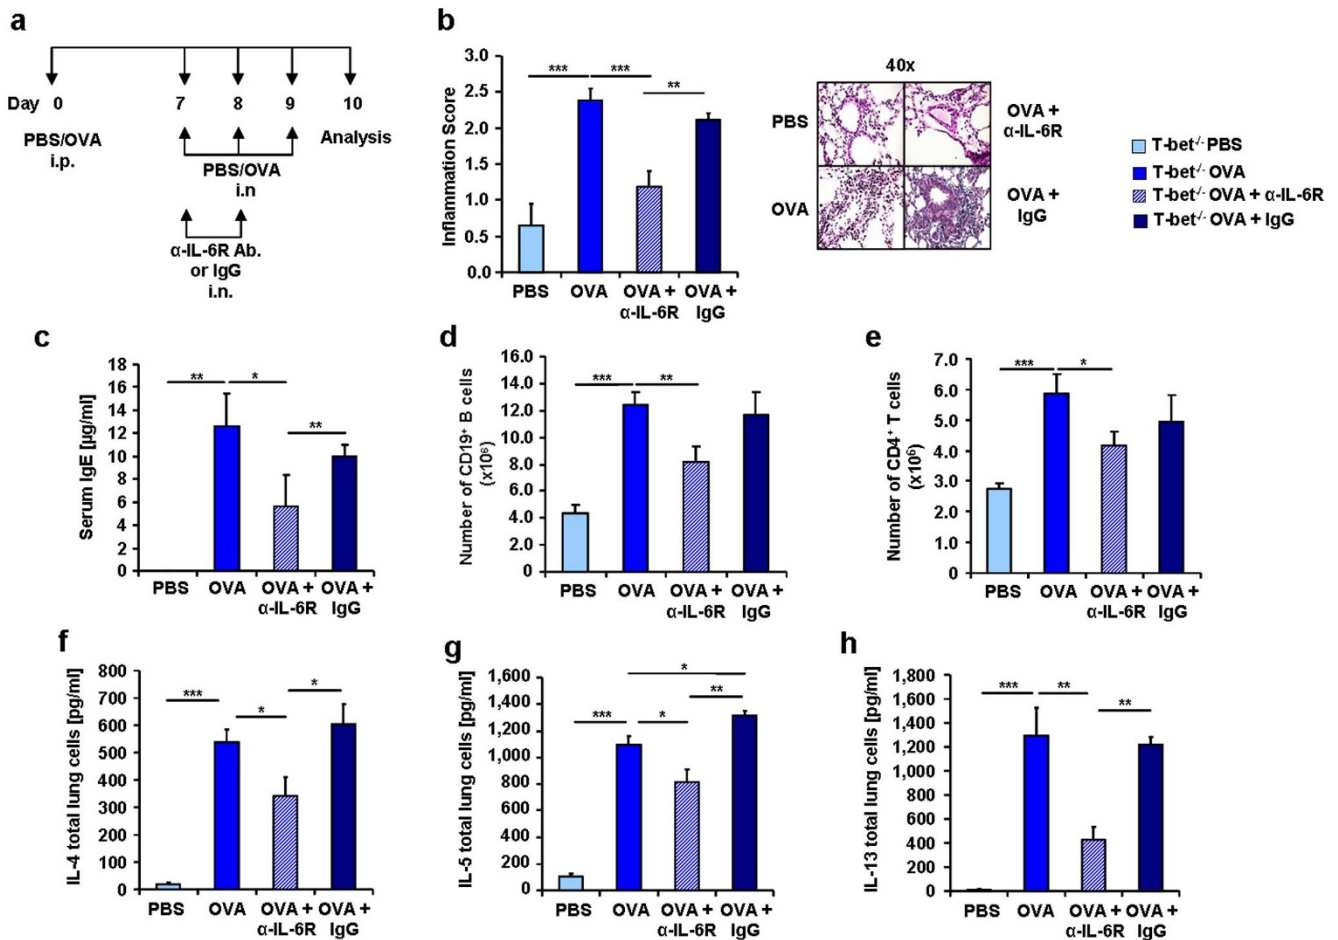 a
Day 0 7 8 9 10
PBS/OVA
i.p.
Analysis
PBS/OVA
i.n
α-IL-6R Ab.
or IgG
i.n.
b
Inflammation Score
3.0
2.5
2.0
1.5
1.0
0.5
0.0
***
***
**
PBS
OVA
OVA +
α-IL-6R
OVA +
IgG
40x
PBS
OVA +
α-IL-6R
OVA
OVA +
IgG
T-bet-/- PBS
T-bet-/- OVA
T-bet-/- OVA + α-IL-6R
T-bet-/- OVA + IgG
c
Serum IgE [µg/ml]
18
16
14
12
10
8
6
4
2
0
**
*
**
PBS
OVA
OVA +
α-IL-6R
OVA +
IgG
d
Number of CD19+ B cells
(x10⁶)
16.0
14.0
12.0
10.0
8.0
6.0
4.0
2.0
0.0
***
**
PBS
OVA
OVA +
α-IL-6R
OVA +
IgG
e
Number of CD4+ T cells
(x10⁶)
7.0
6.0
5.0
4.0
3.0
2.0
1.0
0.0
***
*
PBS
OVA
OVA +
α-IL-6R
OVA +
IgG
f
IL-4 total lung cells [pg/ml]
800
700
600
500
400
300
200
100
0
***
*
*
PBS
OVA
OVA +
α-IL-6R
OVA +
IgG
g
IL-5 total lung cells [pg/ml]
1,600
1,400
1,200
1,000
800
600
400
200
0
***
*
**
*
PBS
OVA
OVA +
α-IL-6R
OVA +
IgG
h
IL-13 total lung cells [pg/ml]
1,800
1,600
1,400
1,200
1,000
800
600
400
200
0
***
**
**
PBS
OVA
OVA +
α-IL-6R
OVA +
IgG